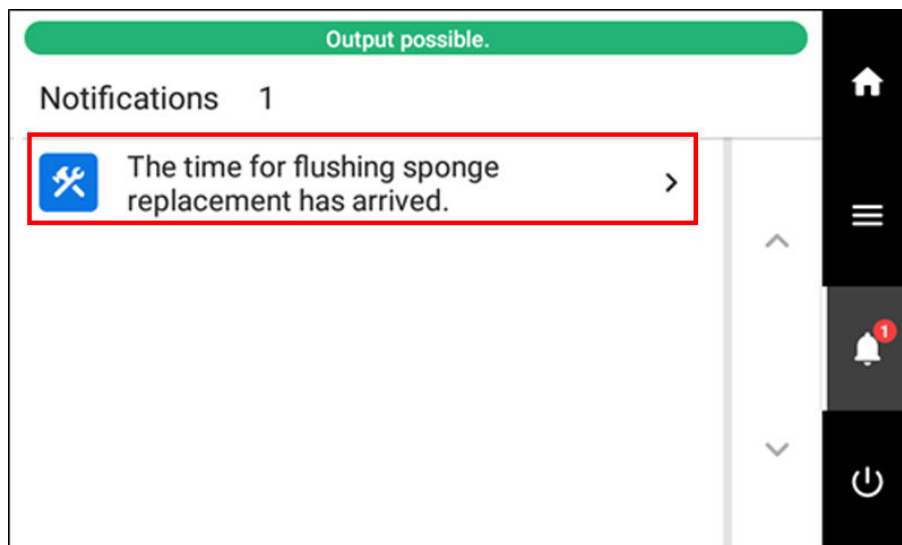 Output possible.
Notifications 1
The time for flushing sponge
replacement has arrived.
1